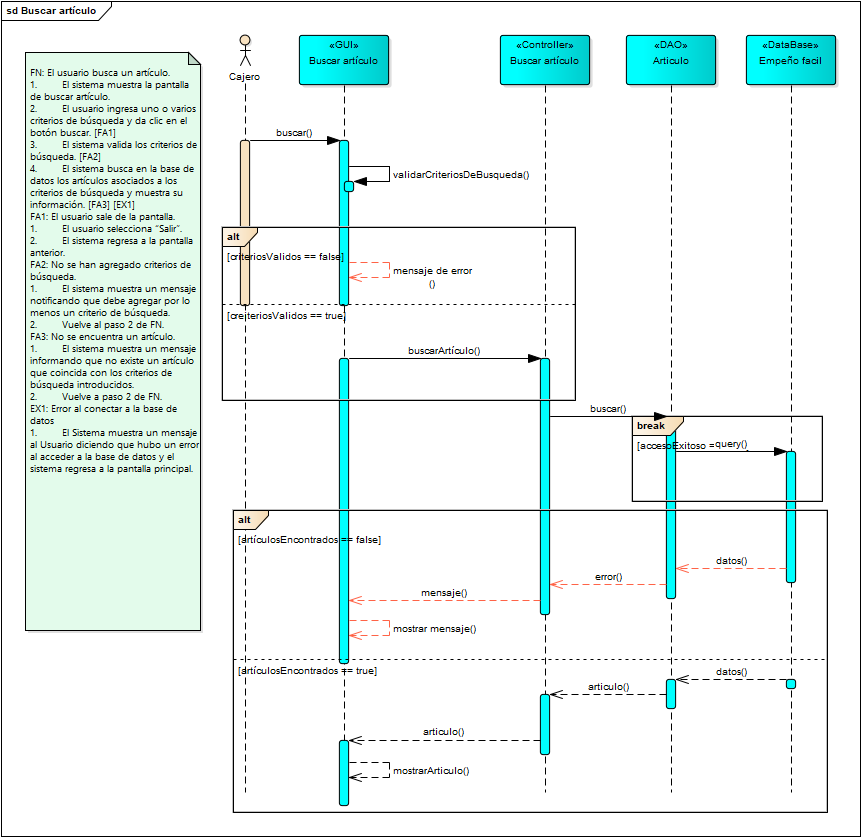 sd Buscar artículo
FN: El usuario busca un artículo.
1. El sistema muestra la pantalla
de buscar artículo.
2. El usuario ingresa uno o varios
criterios de búsqueda y da clic en el
botón buscar. [FA1]
3. El sistema valida los criterios de
búsqueda. [FA2]
4. El sistema busca en la base de
datos los artículos asociados a los
criterios de búsqueda y muestra su
información. [FA3] [EX1]
FA1: El usuario sale de la pantalla.
1. El usuario selecciona “Salir”.
2. El sistema regresa a la pantalla
anterior.
FA2: No se han agregado criterios de
búsqueda.
1. El sistema muestra un mensaje
notificando que debe agregar por lo
menos un criterio de búsqueda.
2. Vuelve al paso 2 de FN.
FA3: No se encuentra un artículo.
1. El sistema muestra un mensaje
informando que no existe un artículo
que coincida con los criterios de
búsqueda introducidos.
2. Vuelve a paso 2 de FN.
EX1: Error al conectar a la base de
datos
1. El Sistema muestra un mensaje
al Usuario diciendo que hubo un error
al acceder a la base de datos y el
sistema regresa a la pantalla principal.
Cajero
«GUI»
Buscar artículo
«Controller»
Buscar artículo
«DAO»
Articulo
«DataBase»
Empeño facil
buscar()
validarCriteriosDeBusqueda()
alt
[criteriosValidos == false]
mensaje de error
()
[creiteriosValidos == true]
buscarArtículo()
buscar()
break
[accesoExitoso =
query()
alt
[artículosEncontrados == false]
datos()
error()
mensaje()
mostrar mensaje()
[artículosEncontrados == true]
datos()
articulo()
articulo()
mostrarArticulo()